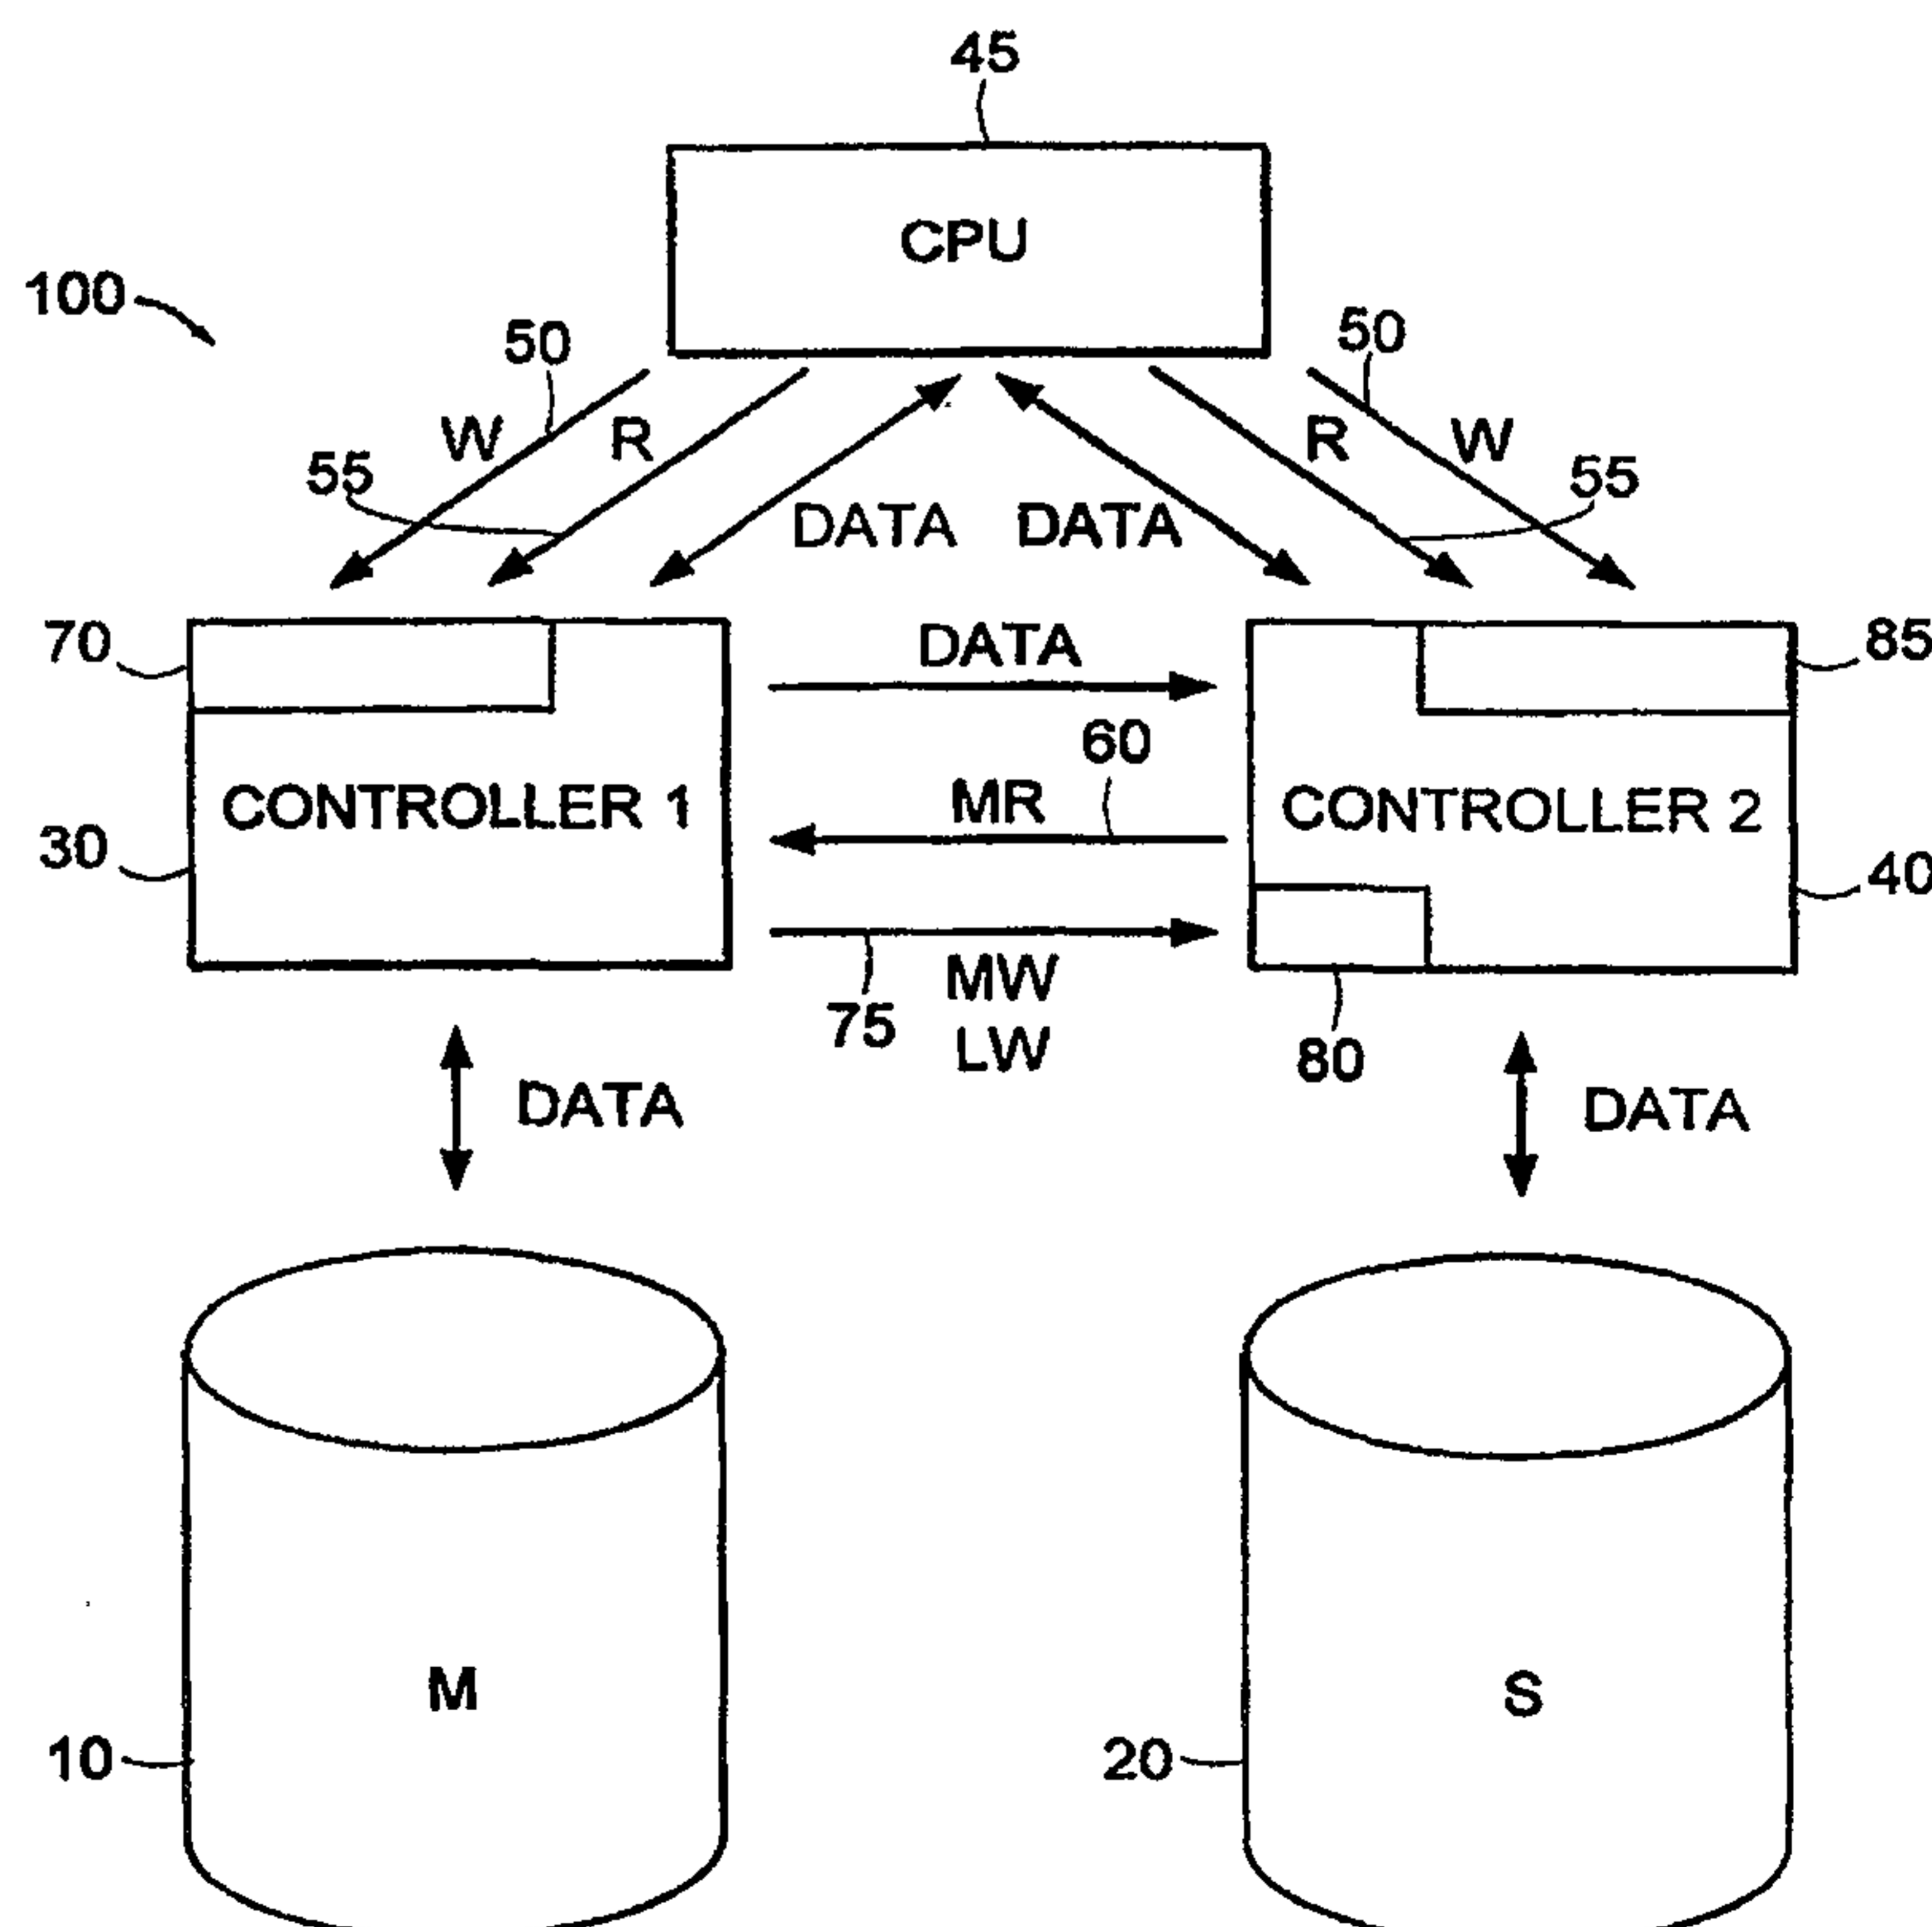 45
CPU
100
50
50
W
R
R
W
55
55
DATA
DATA
70
DATA
85
60
CONTROLLER 1
MR
CONTROLLER 2
30
40
75
MW
LW
80
DATA
DATA
M
S
10
20